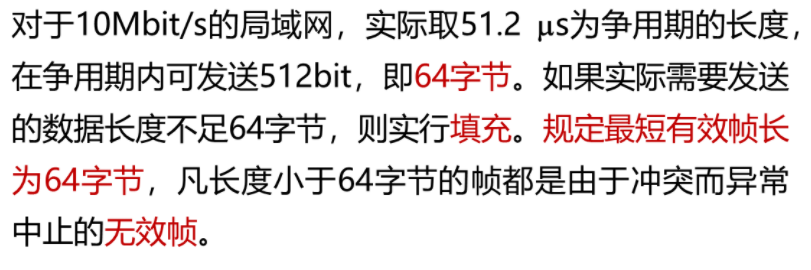 对于10Mbit/s的局域网，实际取51.2 μs为争用期的长度，
在争用期内可发送512bit，即64字节。如果实际需要发送
的数据长度不足64字节，则实行填充。规定最短有效帧长
为64字节，凡长度小于64字节的帧都是由于冲突而异常
中止的无效帧。